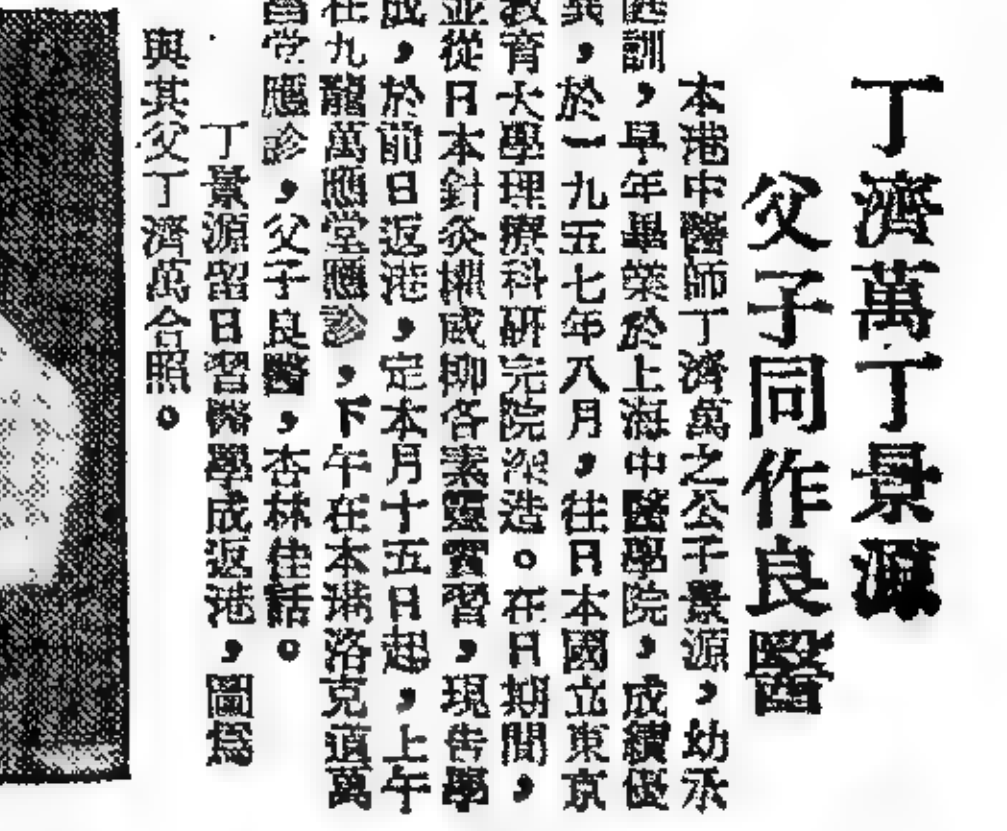 丁濟萬丁景源
父子同作良醫
本港中醫師丁濟萬之公子景源,幼承
庭訓,早年畢業於上海中醫學院,成績優
異,於一九五七年八月,往日本國立東京
教育大學理療科研究院深造。在日期間,
並從日本針灸權威柳谷素靈實習,現告學
成,於前日返港,定本月十五日起,上午
在九龍萬應堂應診,下午在本港洛克道萬
堂應診,父子良醫,杏林佳話。
丁景源留日習醫學成返港,圖爲
與其父丁濟萬合照。